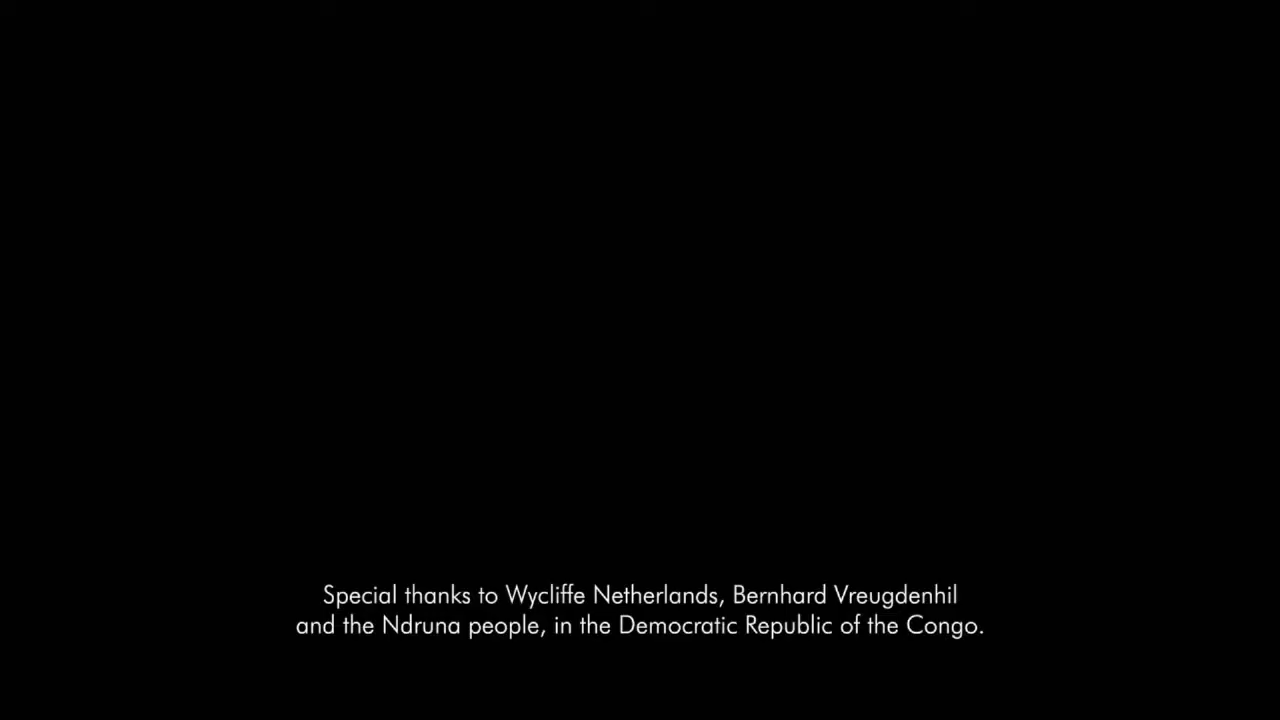 Special thanks to Wycliffe Netherlands, Bernhard Vreugdenhil
and the Ndruna people, in the Democratic Republic of the Congo.